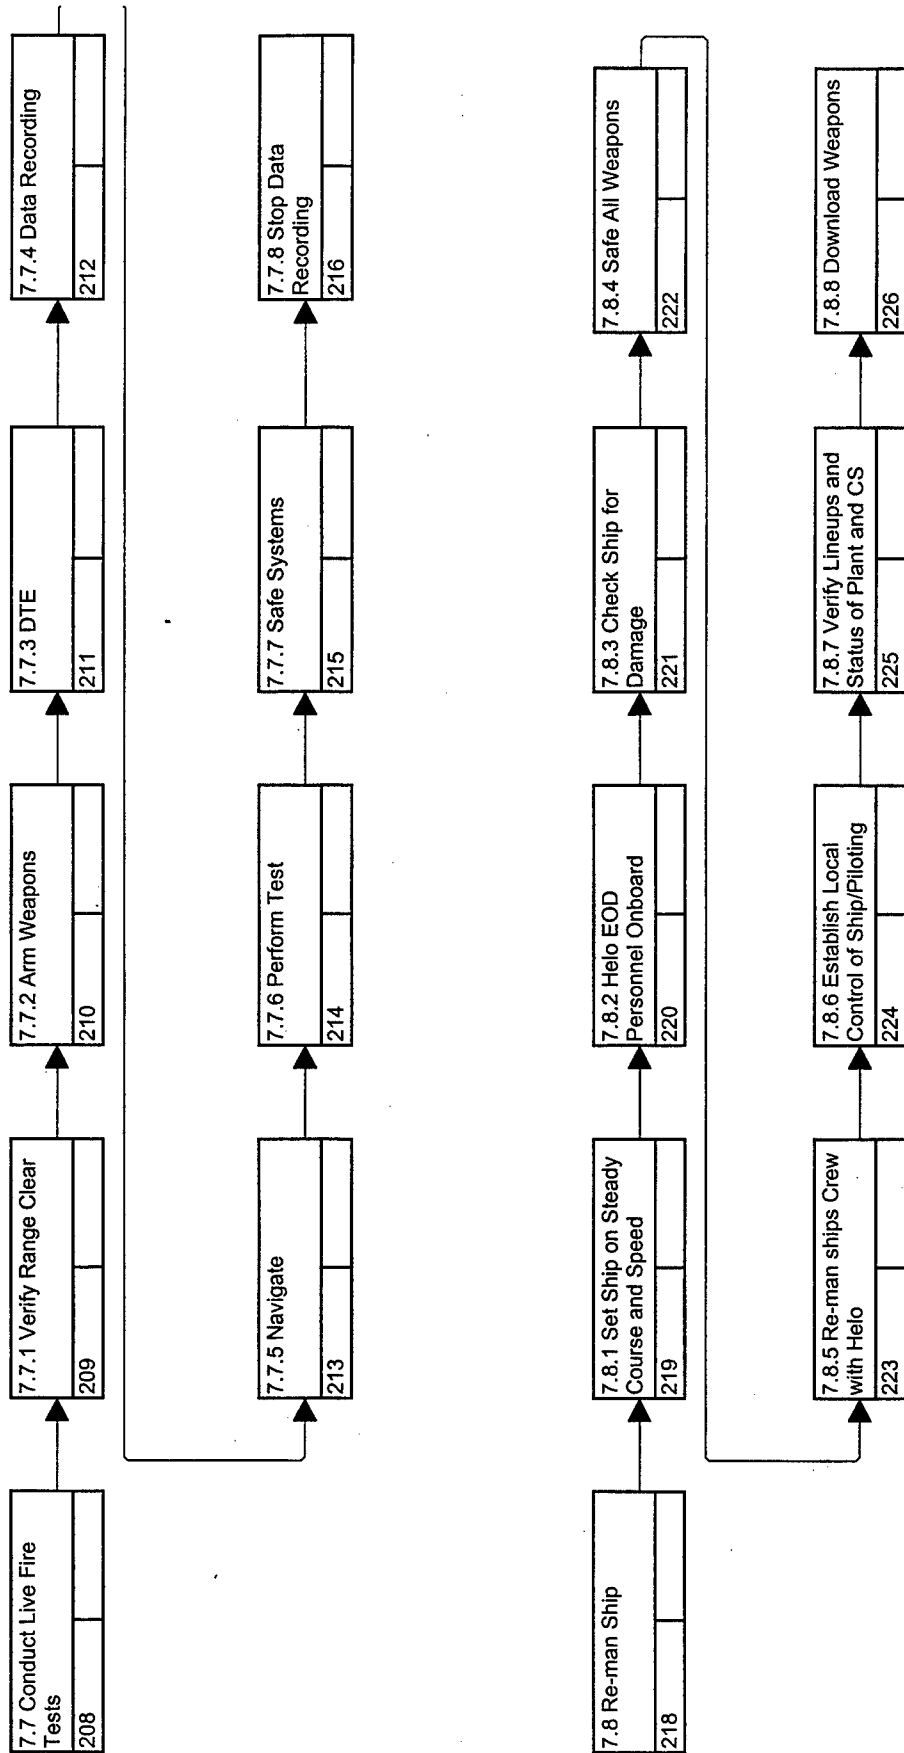 7.7 Conduct Live Fire
Tests
208
7.7.1 Verify Range Clear
209
7.7.2 Arm Weapons
210
7.7.3 DTE
211
7.7.4 Data Recording
212
7.7.5 Navigate
213
7.7.6 Perform Test
214
7.7.7 Safe Systems
215
7.7.8 Stop Data
Recording
216
7.8 Re-man Ship
218
7.8.1 Set Ship on Steady
Course and Speed
219
7.8.2 Helo EOD
Personnel Onboard
220
7.8.3 Check Ship for
Damage
221
7.8.4 Safe All Weapons
222
7.8.5 Re-man ships Crew
with Helo
223
7.8.6 Establish Local
Control of Ship/Piloting
224
7.8.7 Verify Lineups and
Status of Plant and CS
225
7.8.8 Download Weapons
226